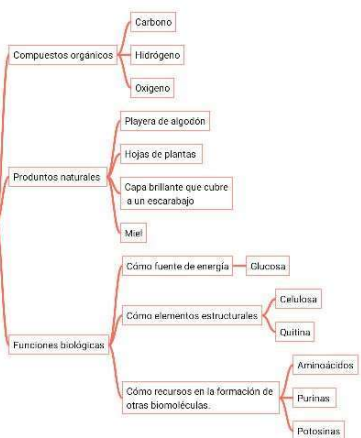 Compuestos orgánicos
Carbono
Hidrógeno
Oxigeno
Produntos naturales
Playera de algodón
Hojas de plantas
Capa brillante que cubre
a un escarabajo
Miel
Funciones biológicas
Cómo fuente de energía
Glucosa
Cómo elementos estructurales
Celulosa
Quitina
Cómo recursos en la formación de
otras biomoléculas.
Aminoácidos
Purinas
Potosinas